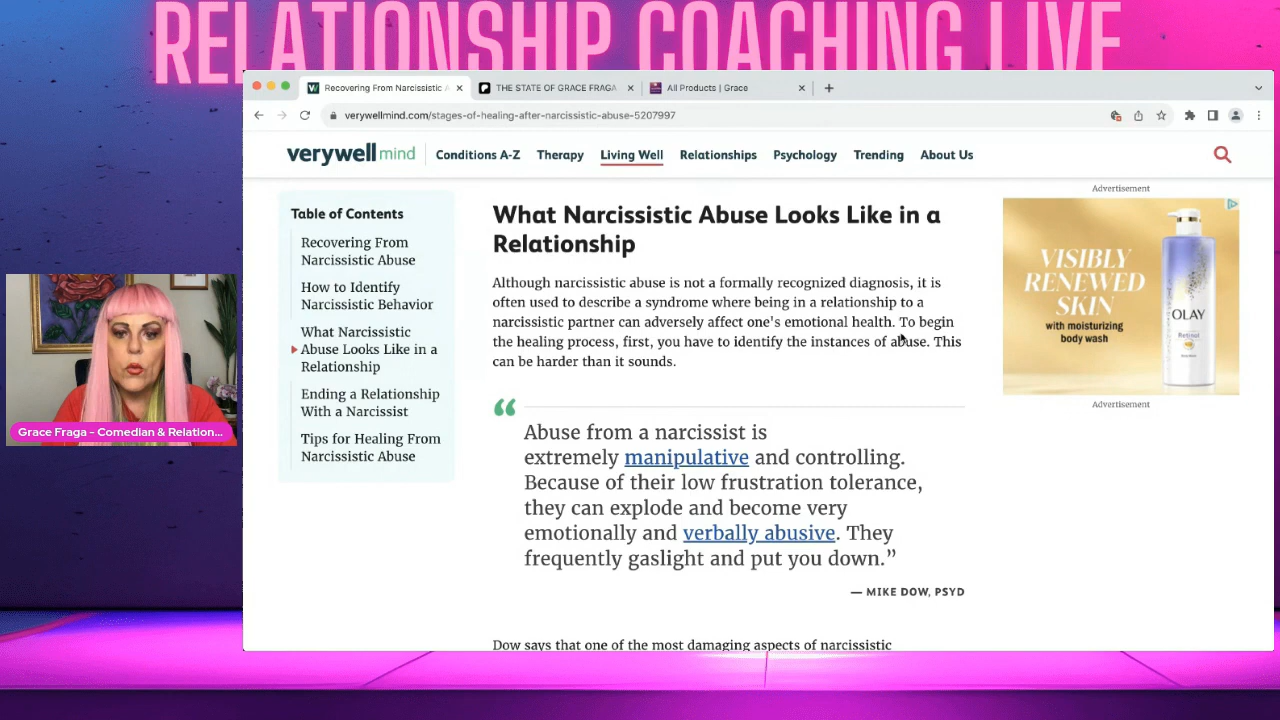 RELATIONSHIP COACHING LIVE
Recovering From Narcissistic A
THE STATE OF GRACE FRAGA
All Products | Grace
verywellmind.com/stages-of-healing-after-narcissistic-abuse-5207997
verywell mind
Conditions A-Z Therapy Living Well Relationships Psychology Trending About Us
Table of Contents
Recovering From
Narcissistic Abuse
How to Identify
Narcissistic Behavior
What Narcissistic
Abuse Looks Like in a
Relationship
Ending a Relationship
With a Narcissist
Tips for Healing From
Narcissistic Abuse
What Narcissistic Abuse Looks Like in a
Relationship
Although narcissistic abuse is not a formally recognized diagnosis, it is
often used to describe a syndrome where being in a relationship to a
narcissistic partner can adversely affect one's emotional health. To begin
the healing process, first, you have to identify the instances of abuse. This
can be harder than it sounds.
“
Abuse from a narcissist is
extremely manipulative and controlling.
Because of their low frustration tolerance,
they can explode and become very
emotionally and verbally abusive. They
frequently gaslight and put you down.”
— MIKE DOW, PSYD
Dow says that one of the most damaging aspects of narcissistic
Advertisement
VISIBLY
RENEWED
SKIN
with moisturizing
body wash
OLAY
Retinol
Advertisement
Grace Fraga - Comedian & Relation...